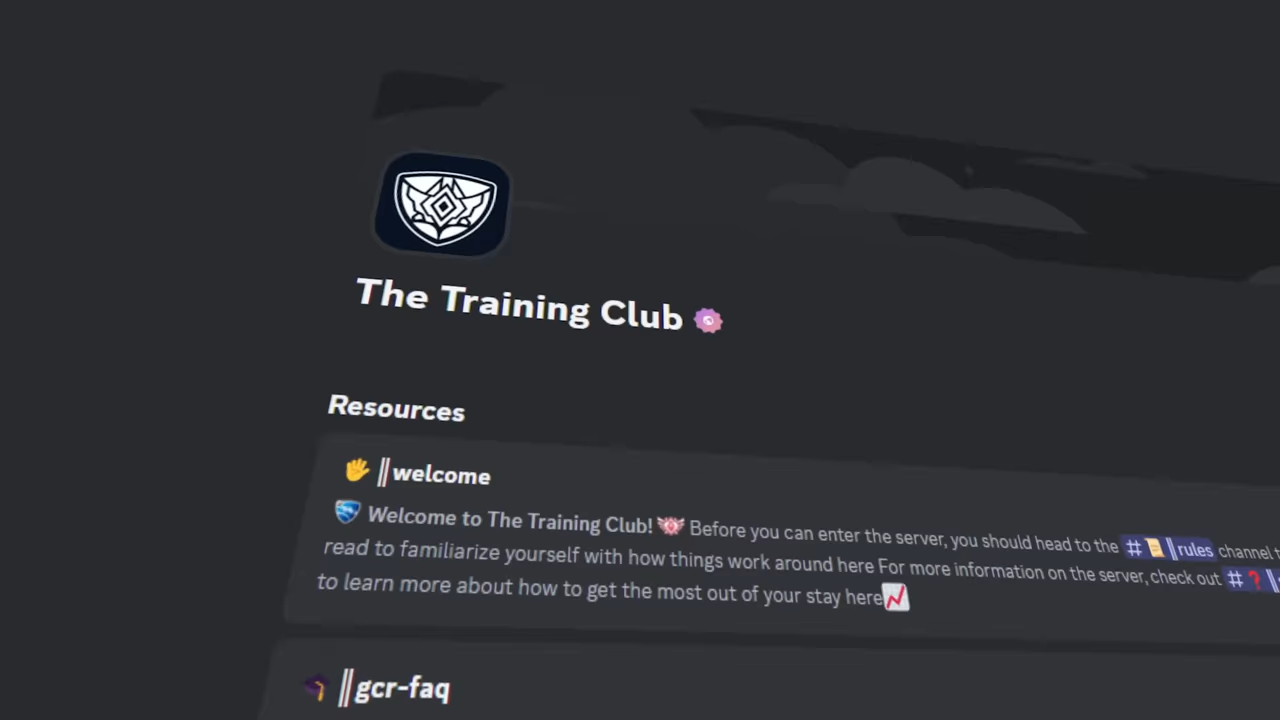 The Training Club
Resources
welcome
Welcome to The Training Club! Before you can enter the server, you should head to the # rules channel
read to familiarize yourself with how things work around here For more information on the server, check out #
to learn more about how to get the most out of your stay here
gcr-faq